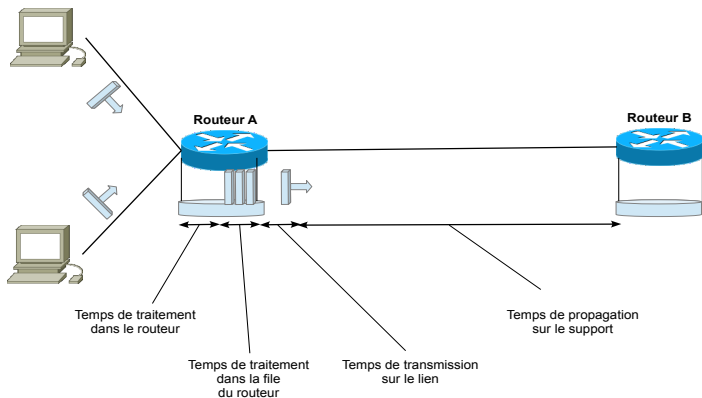 Routeur A
Routeur B
Temps de traitement
dans le routeur
Temps de traitement
dans la file
du routeur
Temps de transmission
sur le lien
Temps de propagation
sur le support